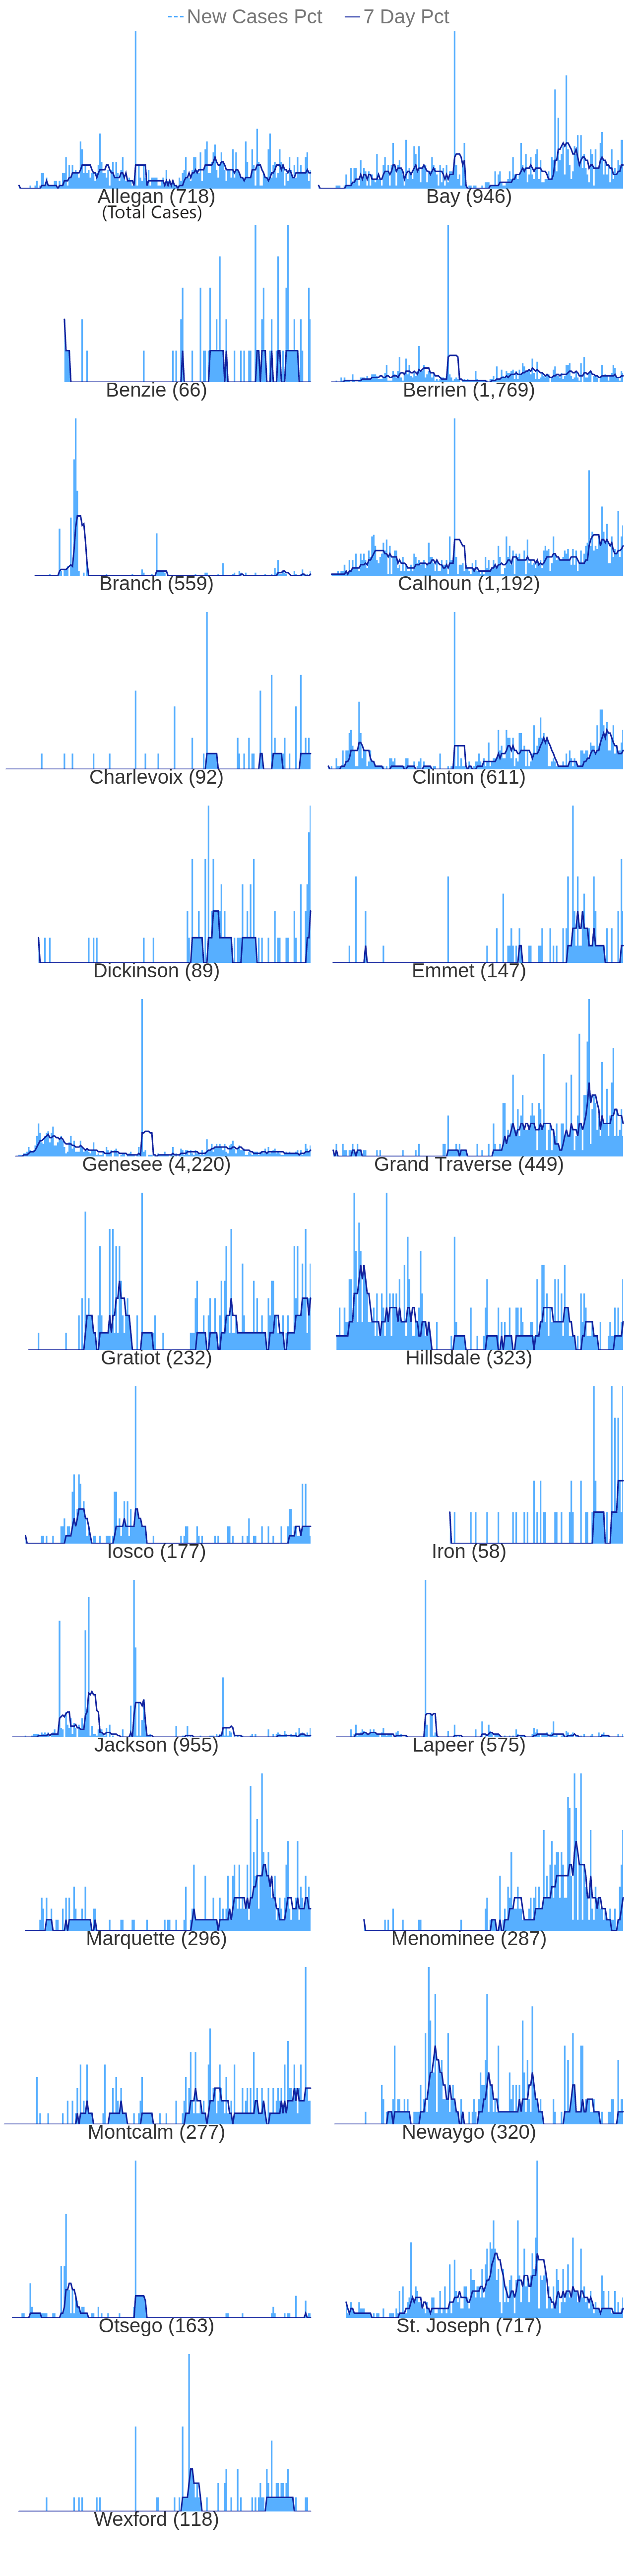 New Cases Pct 7 Day Pct
Allegan (718) Bay (946)
(Total Cases)
Benzie (66) Berrien (1,769)
Branch (559) Calhoun (1,192)
Charlevoix (92) Clinton (611)
Dickinson (89) Emmet (147)
Genesee (4,220) Grand Traverse (449)
Gratiot (232) Hillsdale (323)
Iosco (177) Iron (58)
Jackson (955) Lapeer (575)
Marquette (296) Menominee (287)
Montcalm (277) Newaygo (320)
Otsego (163) St. Joseph (717)
Wexford (118)